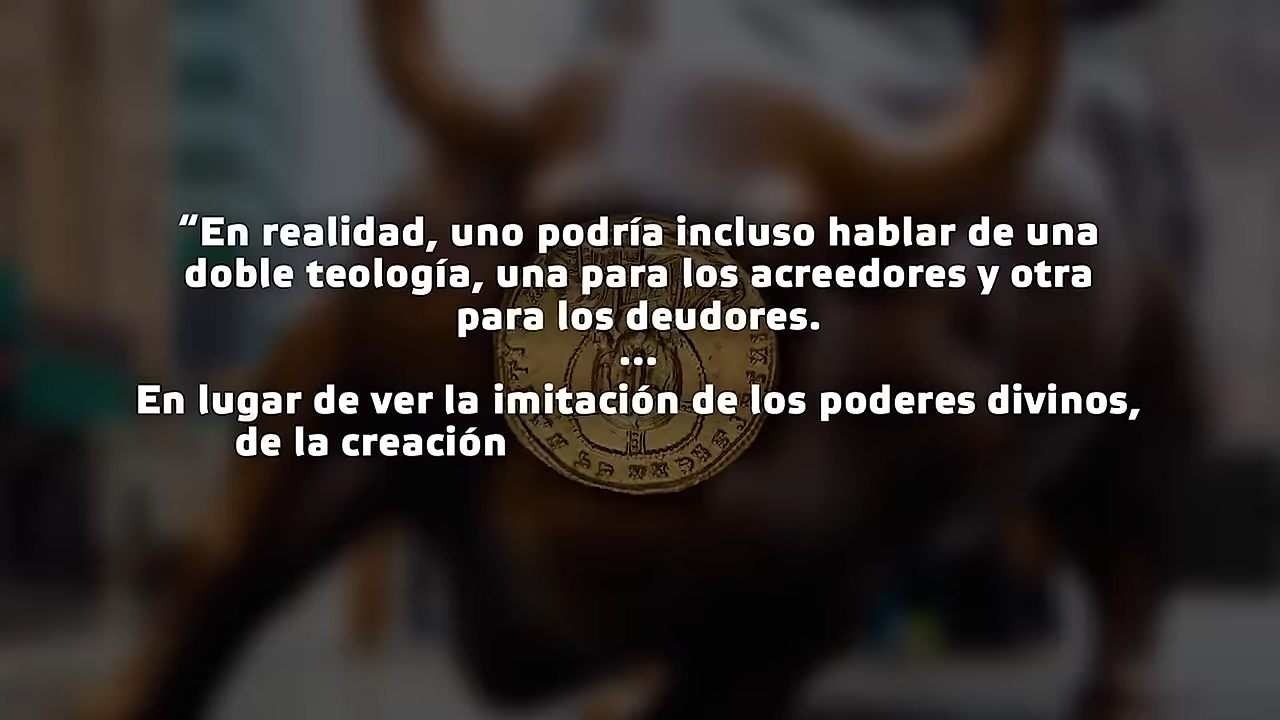 “En realidad, uno podría incluso hablar de una
doble teología, una para los acreedores y otra
para los deudores.
...
En lugar de ver la imitación de los poderes divinos,
de la creación